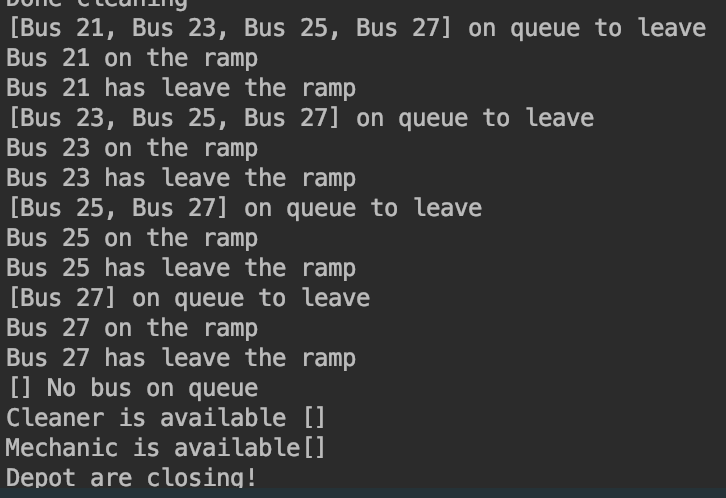 Done cleaning
[Bus 21, Bus 23, Bus 25, Bus 27] on queue to leave
Bus 21 on the ramp
Bus 21 has leave the ramp
[Bus 23, Bus 25, Bus 27] on queue to leave
Bus 23 on the ramp
Bus 23 has leave the ramp
[Bus 25, Bus 27] on queue to leave
Bus 25 on the ramp
Bus 25 has leave the ramp
[Bus 27] on queue to leave
Bus 27 on the ramp
Bus 27 has leave the ramp
[] No bus on queue
Cleaner is available []
Mechanic is available[]
Depot are closing!